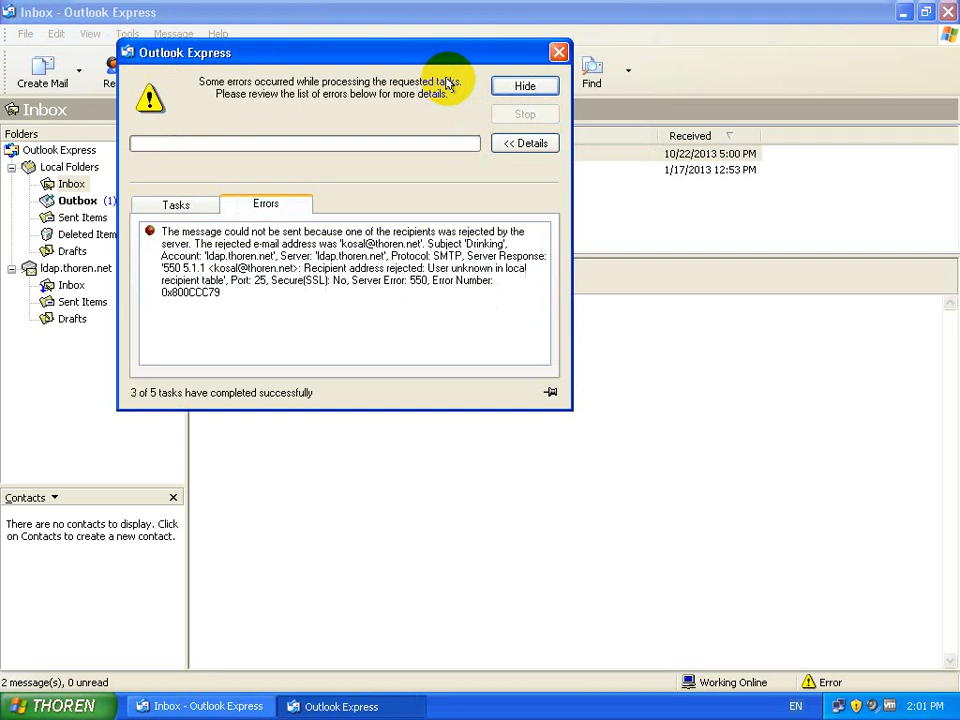 Inbox - Outlook Express
File Edit View Tools Message Help
Outlook Express
Some errors occurred while processing the requested tasks.
Please review the list of errors below for more details.
Hide
Stop
<< Details
Create Mail
Re
Find
Inbox
Folders
Outlook Express
Local Folders
Inbox
Outbox (1)
Sent Items
Deleted Item
Drafts
ldap.thoren.net
Inbox
Sent Items
Drafts
Received
10/22/2013 5:00 PM
1/17/2013 12:53 PM
Tasks
Errors
The message could not be sent because one of the recipients was rejected by the
server. The rejected e-mail address was 'kosal@thoren.net'. Subject 'Drinking',
Account: 'ldap.thoren.net', Server: 'ldap.thoren.net', Protocol: SMTP, Server Response:
'550 5.1.1 <kosal@thoren.net>: Recipient address rejected: User unknown in local
recipient table', Port: 25, Secure(SSL): No, Server Error: 550, Error Number:
0x800CCC79
3 of 5 tasks have completed successfully
Contacts
There are no contacts to display. Click
on Contacts to create a new contact.
2 message(s), 0 unread
Working Online
Error
THOREN
Inbox - Outlook Express
Outlook Express
EN
2:01 PM